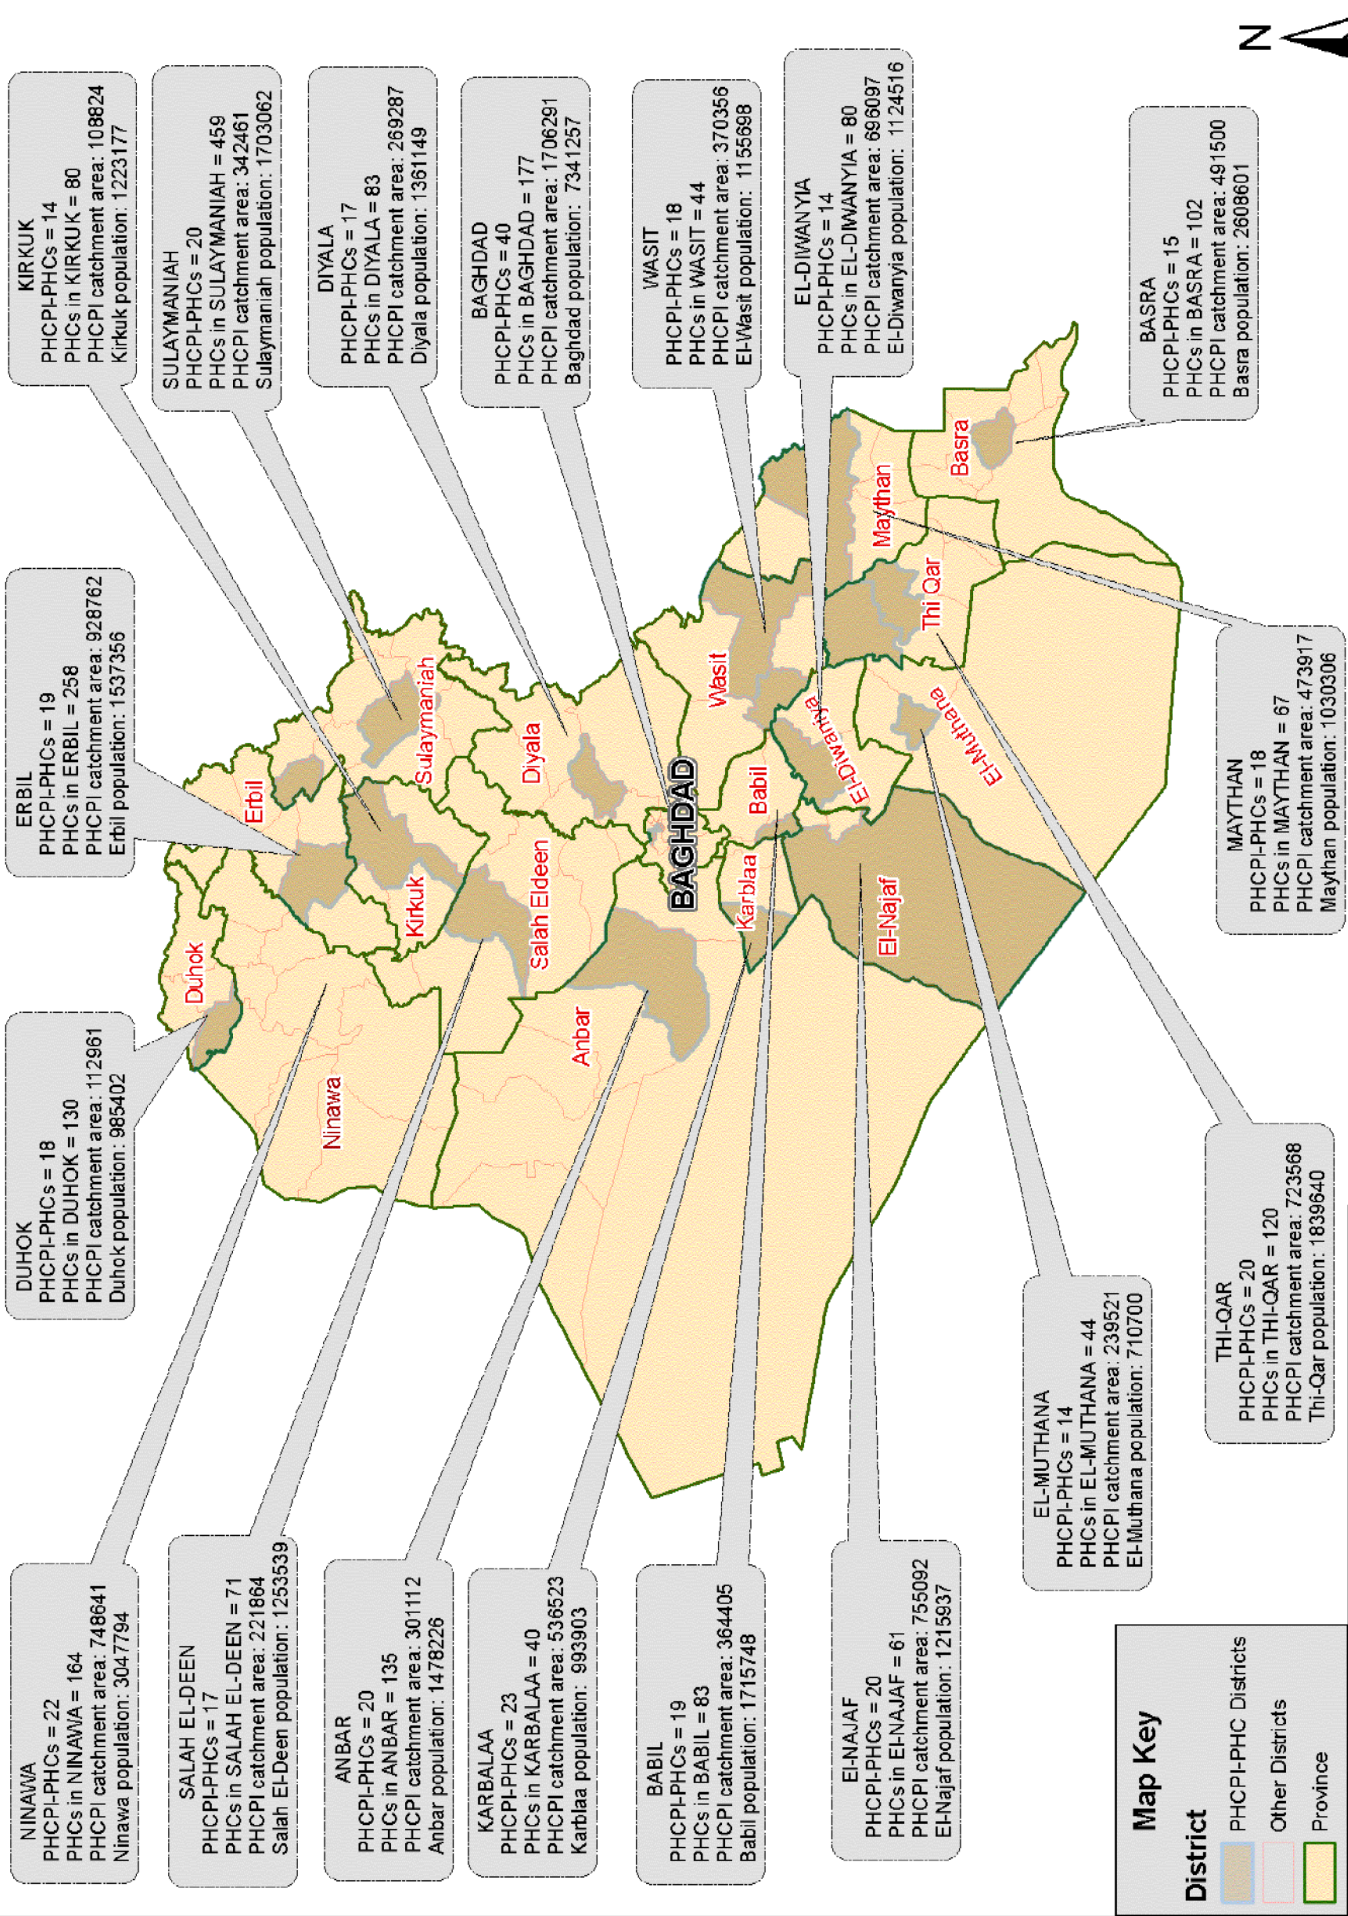 NINAWA
PHCPI-PHCs = 22
PHCs in NINAWA = 164
PHCPI catchment area: 748641
Ninawa population: 3047794
DUHOK
PHCPI-PHCs = 18
PHCs in DUHOK = 130
PHCPI catchment area: 112961
Duhok population: 985402
ERBIL
PHCPI-PHCs = 19
PHCs in ERBIL = 258
PHCPI catchment area: 928762
Erbil population: 1537356
KIRKUK
PHCPI-PHCs = 14
PHCs in KIRKUK = 80
PHCPI catchment area: 108824
Kirkuk population: 1223177
SALAH EL-DEEN
PHCPI-PHCs = 17
PHCs in SALAH EL-DEEN = 71
PHCPI catchment area: 221864
Salah El-Deen population: 1253539
SULAYMANIAH
PHCPI-PHCs = 20
PHCs in SULAYMANIAH = 459
PHCPI catchment area: 342461
Sulaymaniah population: 1703062
ANBAR
PHCPI-PHCs = 20
PHCs in ANBAR = 135
PHCPI catchment area: 301112
Anbar population: 1478226
DIYALA
PHCPI-PHCs = 17
PHCs in DIYALA = 83
PHCPI catchment area: 269287
Diyala population: 1361149
KARBALAA
PHCPI-PHCs = 23
PHCs in KARBALAA = 40
PHCPI catchment area: 536523
Karblaa population: 993903
BAGHDAD
PHCPI-PHCs = 40
PHCs in BAGHDAD = 177
PHCPI catchment area: 1706291
Baghdad population: 7341257
BABIL
PHCPI-PHCs = 19
PHCs in BABIL = 83
PHCPI catchment area: 364405
Babil population: 1715748
WASIT
PHCPI-PHCs = 18
PHCs in WASIT = 44
PHCPI catchment area: 370356
El-Wasit population: 1155698
El-NAJAF
PHCPI-PHCs = 20
PHCs in El-NAJAF = 61
PHCPI catchment area: 755092
El-Najaf population: 1215937
EL-DIWANYIA
PHCPI-PHCs = 14
PHCs in EL-DIWANYIA = 80
PHCPI catchment area: 696097
El-Diwanyia population: 1124516
EL-MUTHANA
PHCPI-PHCs = 14
PHCs in EL-MUTHANA = 44
PHCPI catchment area: 239521
El-Muthana population: 710700
THI-QAR
PHCPI-PHCs = 20
PHCs in THI-QAR = 120
PHCPI catchment area: 723568
Thi-Qar population: 1839640
MAYTHAN
PHCPI-PHCs = 18
PHCs in MAYTHAN = 67
PHCPI catchment area: 473917
Maythan population: 1030306
BASRA
PHCPI-PHCs = 15
PHCs in BASRA = 102
PHCPI catchment area: 491500
Basra population: 2608601
Duhok
Erbil
Ninawa
Kirkuk
Sulaymaniah
Salah Eldeen
Diyala
Anbar
BAGHDAD
Karblaa
Babil
Wasit
El-Najaf
El-Diwaniya
Maythan
Thi Qar
El-Muthana
Basra
N
Map Key
District
PHCPI-PHC Districts
Other Districts
Province